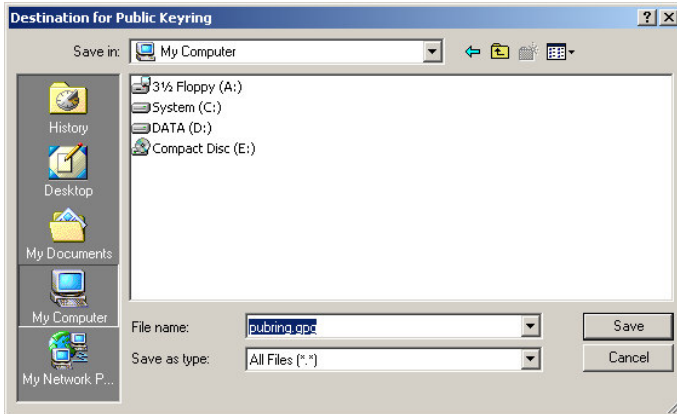 Destination for Public Keyring
Save in:
My Computer
History
Desktop
My Documents
My Computer
My Network P...
3½ Floppy (A:)
System (C:)
DATA (D:)
Compact Disc (E:)
File name:
pubring.gpg
Save
Save as type:
All Files (*.*)
Cancel